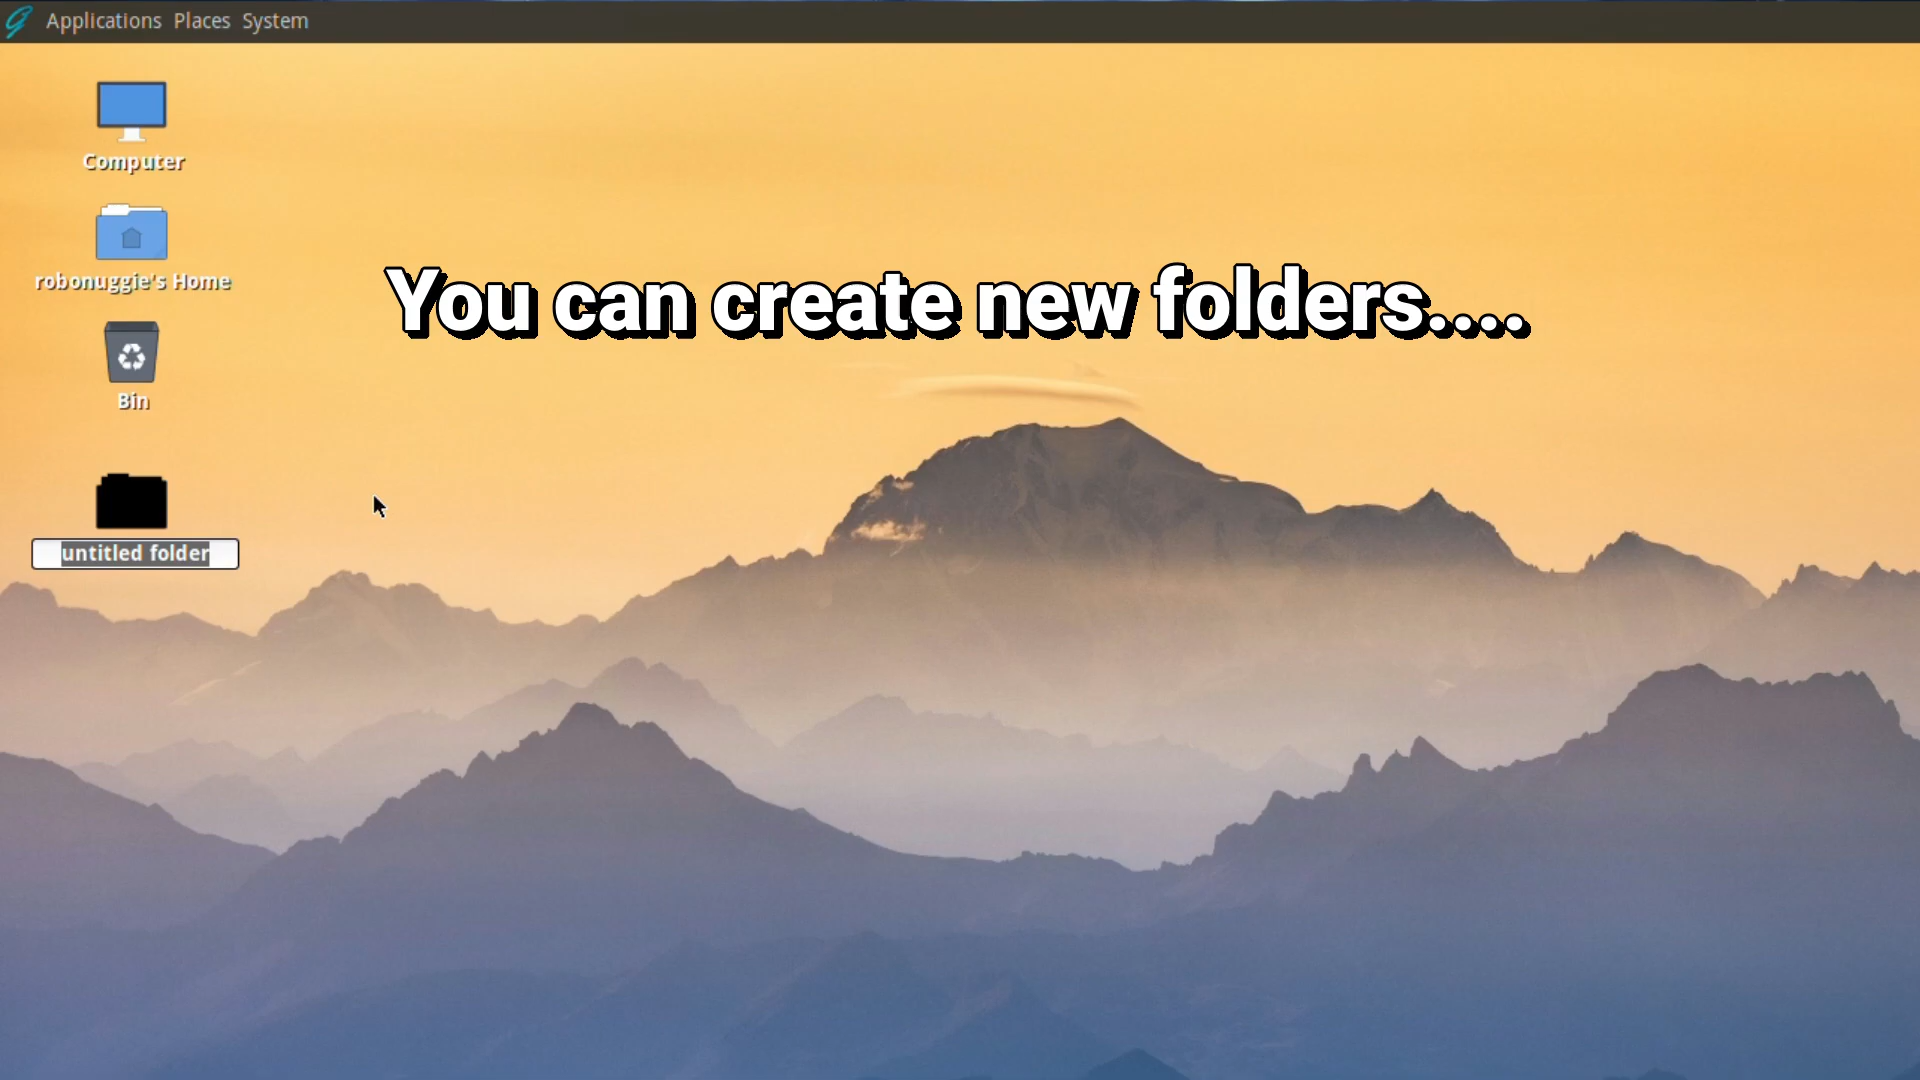 Applications Places System
Computer
robonuggie's Home
You can create new folders....
Bin
untitled folder